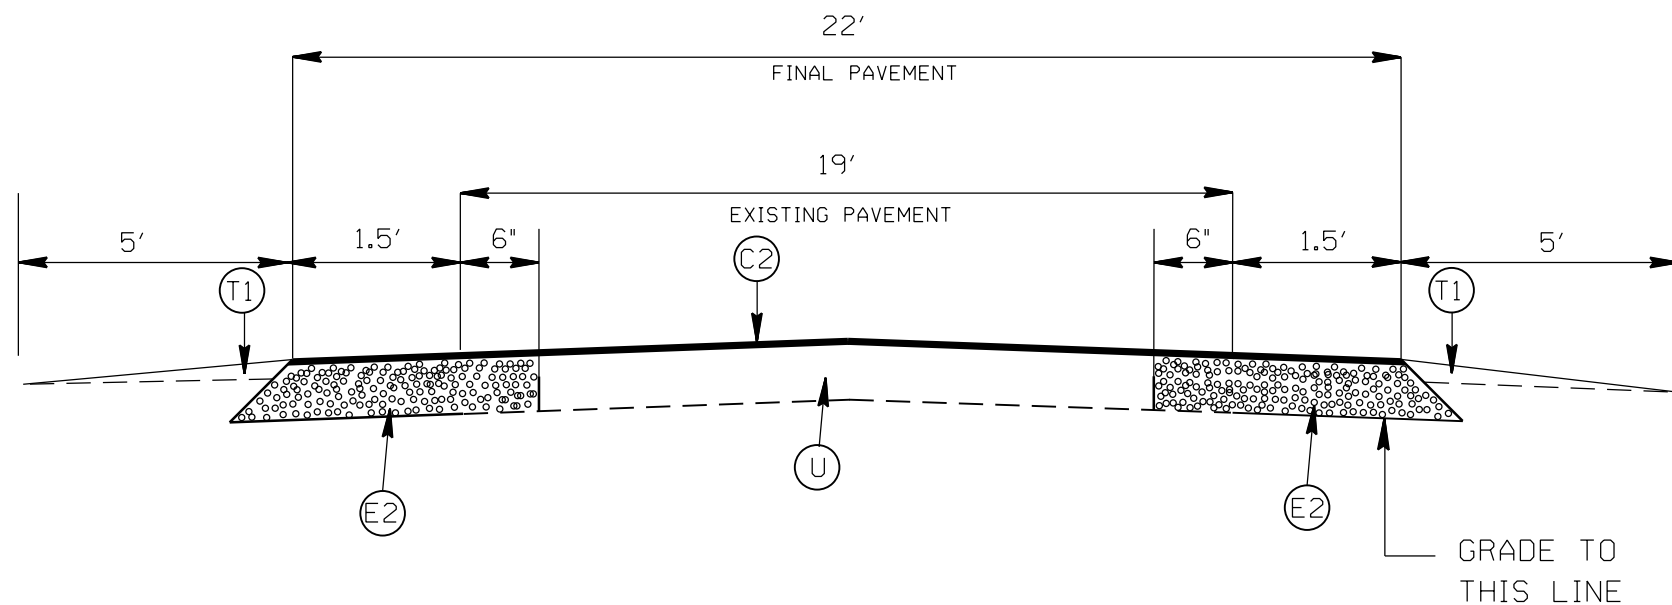 22'
FINAL PAVEMENT
19'
EXISTING PAVEMENT
5'
1.5'
6"
6"
1.5'
5'
C2
T1
T1
U
E2
E2
GRADE TO
THIS LINE